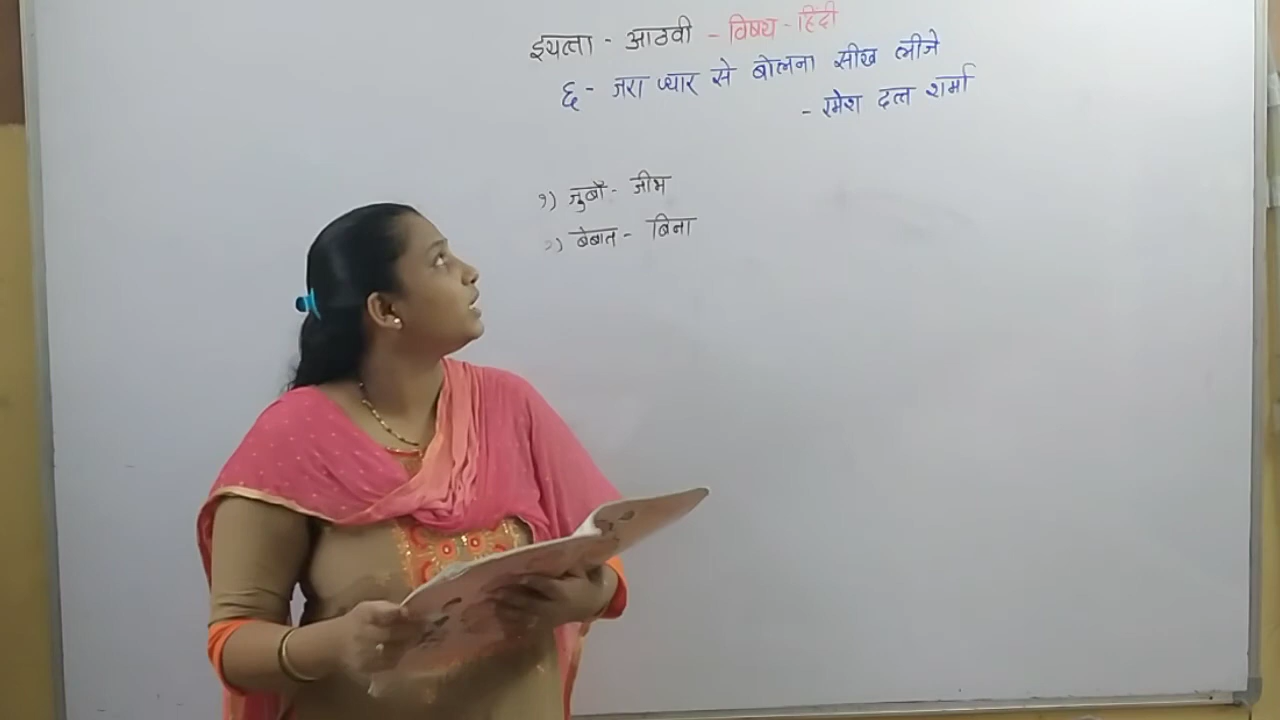 इयत्ता - आठवी - विषय - हिंदी
६ - जरा प्यार से बोलना सीख लीजे
- रमेश दत्त शर्मा
१) जुबाँ - जीभ
२) बेबात - बिना